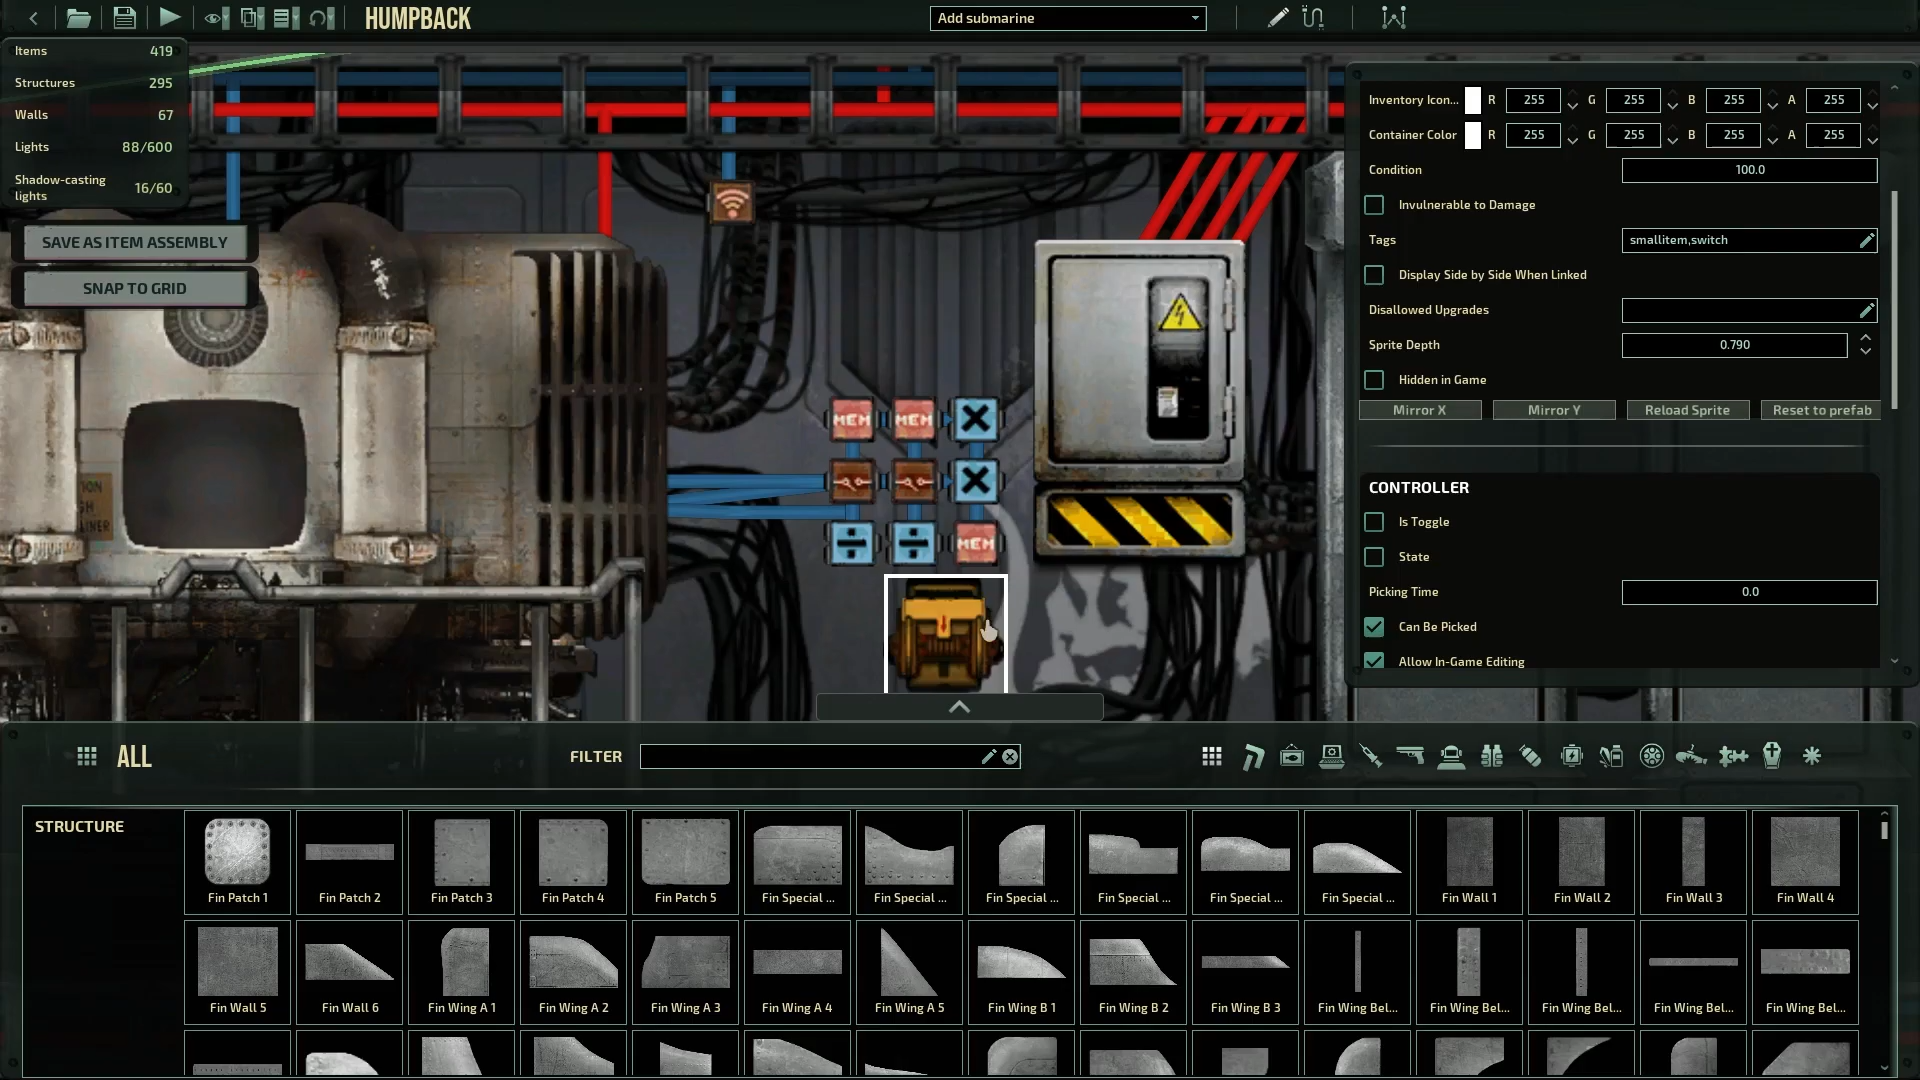 HUMPBACK
Add submarine
Items 419
Structures 295
Walls 67
Lights 88/600
Shadow-casting lights 16/60
SAVE AS ITEM ASSEMBLY
SNAP TO GRID
MEM MEM
MEM
Inventory Icon... R 255 G 255 B 255 A 255
Container Color R 255 G 255 B 255 A 255
Condition 100.0
Invulnerable to Damage
Tags smallitem,switch
Display Side by Side When Linked
Disallowed Upgrades
Sprite Depth 0.790
Hidden in Game
Mirror X Mirror Y Reload Sprite Reset to prefab
CONTROLLER
Is Toggle
State
Picking Time 0.0
Can Be Picked
Allow In-Game Editing
ALL FILTER
STRUCTURE
Fin Patch 1 Fin Patch 2 Fin Patch 3 Fin Patch 4 Fin Patch 5 Fin Special ... Fin Special ... Fin Special ... Fin Special ... Fin Special ... Fin Special ... Fin Wall 1 Fin Wall 2 Fin Wall 3 Fin Wall 4
Fin Wall 5 Fin Wall 6 Fin Wing A 1 Fin Wing A 2 Fin Wing A 3 Fin Wing A 4 Fin Wing A 5 Fin Wing B 1 Fin Wing B 2 Fin Wing B 3 Fin Wing Bel... Fin Wing Bel... Fin Wing Bel... Fin Wing Bel... Fin Wing Bel...